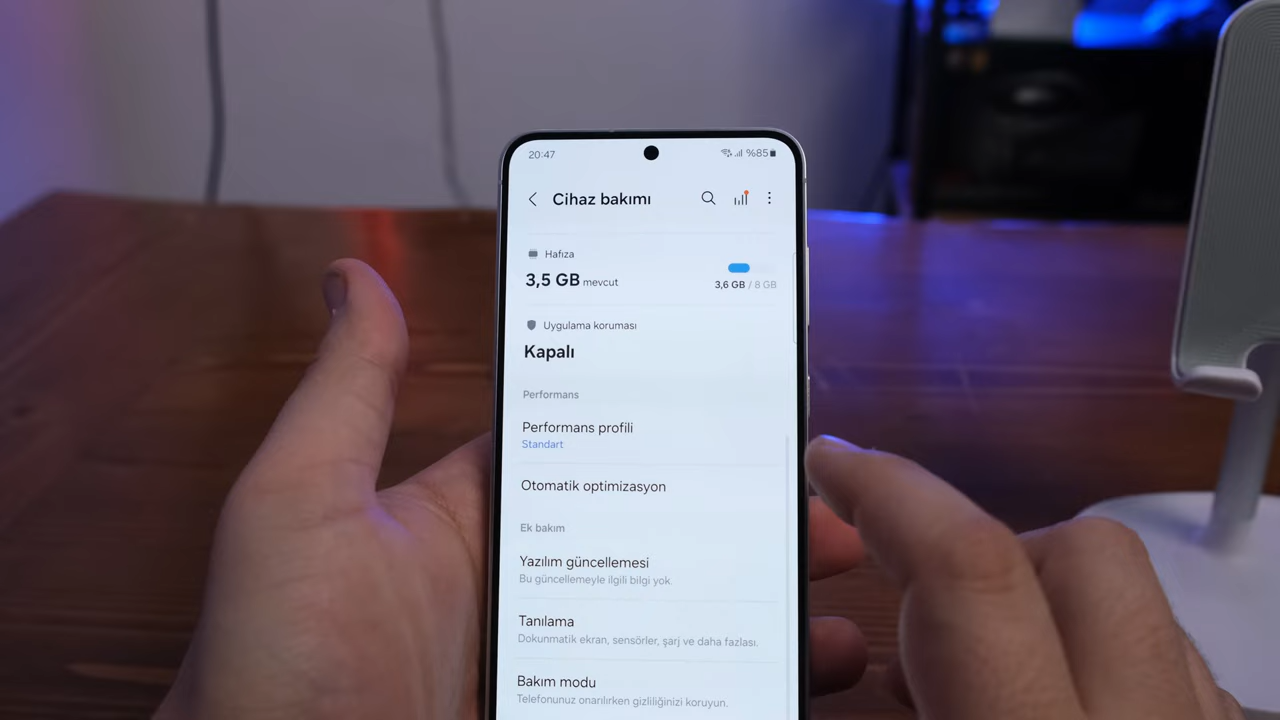 20:47
%85
Cihaz bakımı
Hafıza
3,5 GB mevcut
3,6 GB / 8 GB
Uygulama koruması
Kapalı
Performans
Performans profili
Standart
Otomatik optimizasyon
Ek bakım
Yazılım güncellemesi
Bu güncellemeyle ilgili bilgi yok.
Tanılama
Dokunmatik ekran, sensörler, şarj ve daha fazlası.
Bakım modu
Telefonunuz onarılırken gizliliğinizi koruyun.